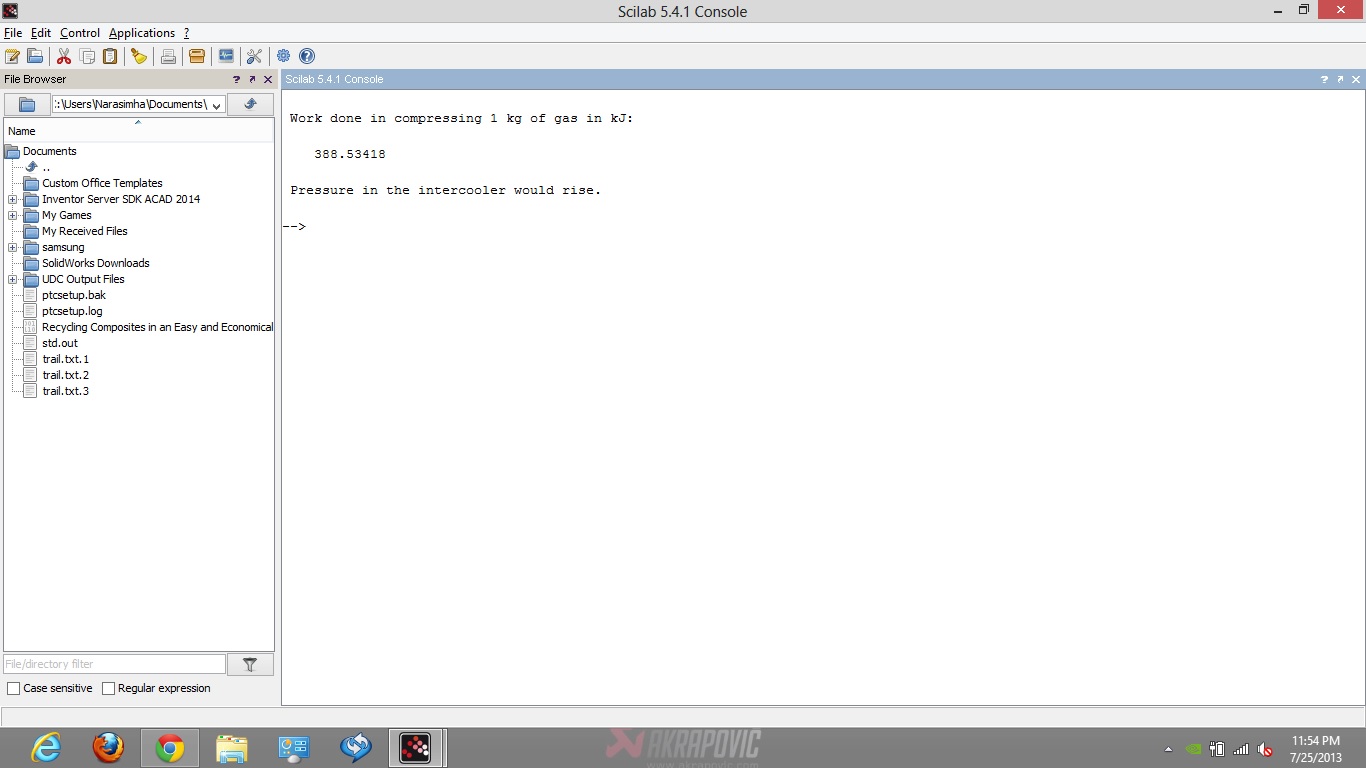 Scilab 5.4.1 Console
File Edit Control Applications ?
File Browser
Scilab 5.4.1 Console
:\Users\Narasimha\Documents\
Name
Documents
..
Custom Office Templates
Inventor Server SDK ACAD 2014
My Games
My Received Files
samsung
SolidWorks Downloads
UDC Output Files
ptcsetup.bak
ptcsetup.log
Recycling Composites in an Easy and Economical
std.out
trail.txt.1
trail.txt.2
trail.txt.3
Work done in compressing 1 kg of gas in kJ:
388.53418
Pressure in the intercooler would rise.
-->
File/directory filter
Case sensitive Regular expression
AKRAPOVIC
www.akrapovic.com
11:54 PM
7/25/2013